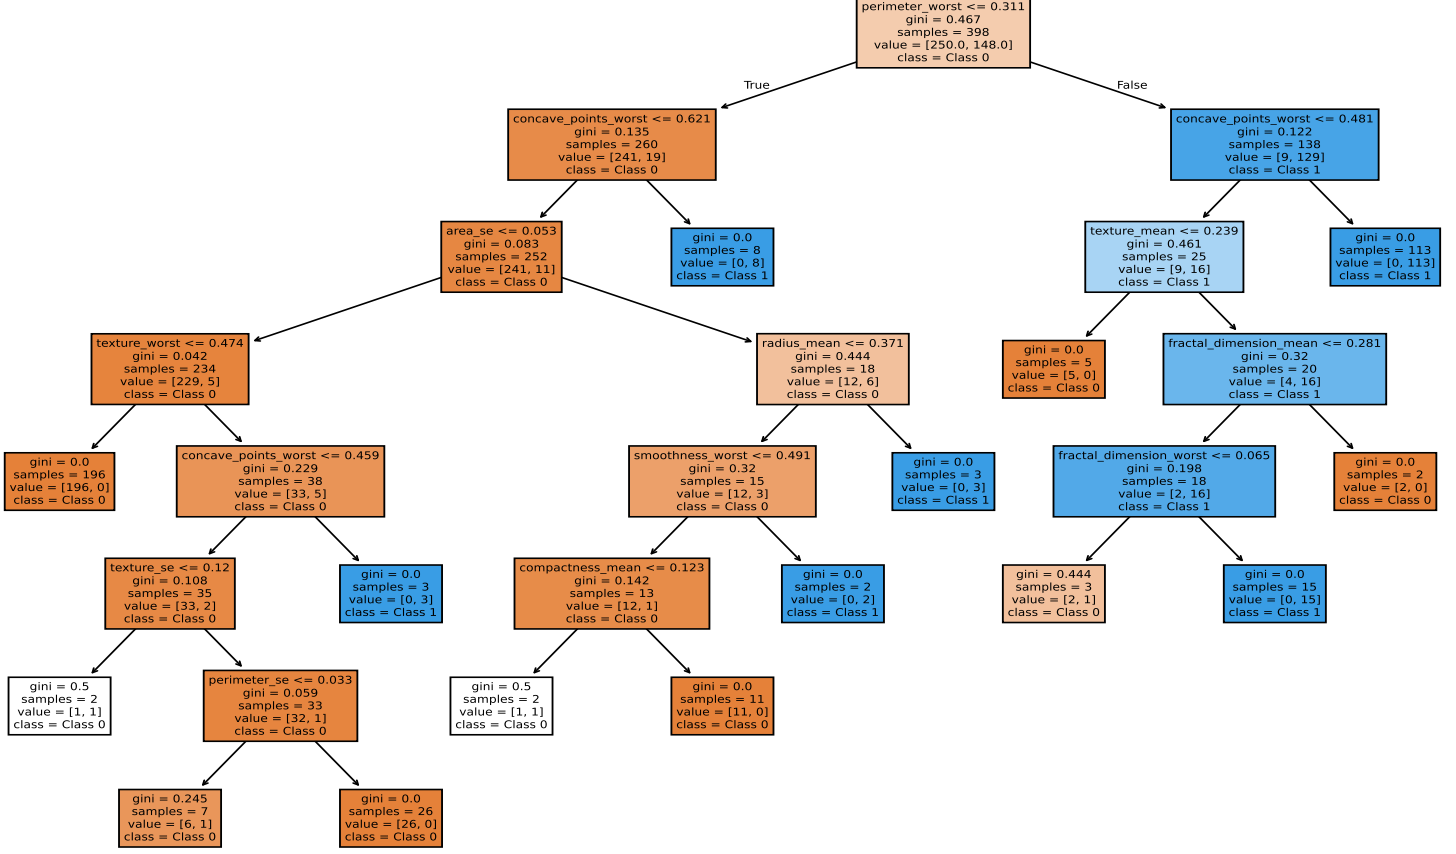 perimeter_worst <= 0.311
gini = 0.467
samples = 398
value = [250.0, 148.0]
class = Class 0
True
False
concave_points_worst <= 0.621
gini = 0.135
samples = 260
value = [241, 19]
class = Class 0
concave_points_worst <= 0.481
gini = 0.122
samples = 138
value = [9, 129]
class = Class 1
area_se <= 0.053
gini = 0.083
samples = 252
value = [241, 11]
class = Class 0
gini = 0.0
samples = 8
value = [0, 8]
class = Class 1
texture_mean <= 0.239
gini = 0.461
samples = 25
value = [9, 16]
class = Class 1
gini = 0.0
samples = 113
value = [0, 113]
class = Class 1
texture_worst <= 0.474
gini = 0.042
samples = 234
value = [229, 5]
class = Class 0
radius_mean <= 0.371
gini = 0.444
samples = 18
value = [12, 6]
class = Class 0
gini = 0.0
samples = 5
value = [5, 0]
class = Class 0
fractal_dimension_mean <= 0.281
gini = 0.32
samples = 20
value = [4, 16]
class = Class 1
gini = 0.0
samples = 196
value = [196, 0]
class = Class 0
concave_points_worst <= 0.459
gini = 0.229
samples = 38
value = [33, 5]
class = Class 0
smoothness_worst <= 0.491
gini = 0.32
samples = 15
value = [12, 3]
class = Class 0
gini = 0.0
samples = 3
value = [0, 3]
class = Class 1
fractal_dimension_worst <= 0.065
gini = 0.198
samples = 18
value = [2, 16]
class = Class 1
gini = 0.0
samples = 2
value = [2, 0]
class = Class 0
texture_se <= 0.12
gini = 0.108
samples = 35
value = [33, 2]
class = Class 0
gini = 0.0
samples = 3
value = [0, 3]
class = Class 1
compactness_mean <= 0.123
gini = 0.142
samples = 13
value = [12, 1]
class = Class 0
gini = 0.0
samples = 2
value = [0, 2]
class = Class 1
gini = 0.444
samples = 3
value = [2, 1]
class = Class 0
gini = 0.0
samples = 15
value = [0, 15]
class = Class 1
gini = 0.5
samples = 2
value = [1, 1]
class = Class 0
perimeter_se <= 0.033
gini = 0.059
samples = 33
value = [32, 1]
class = Class 0
gini = 0.5
samples = 2
value = [1, 1]
class = Class 0
gini = 0.0
samples = 11
value = [11, 0]
class = Class 0
gini = 0.245
samples = 7
value = [6, 1]
class = Class 0
gini = 0.0
samples = 26
value = [26, 0]
class = Class 0